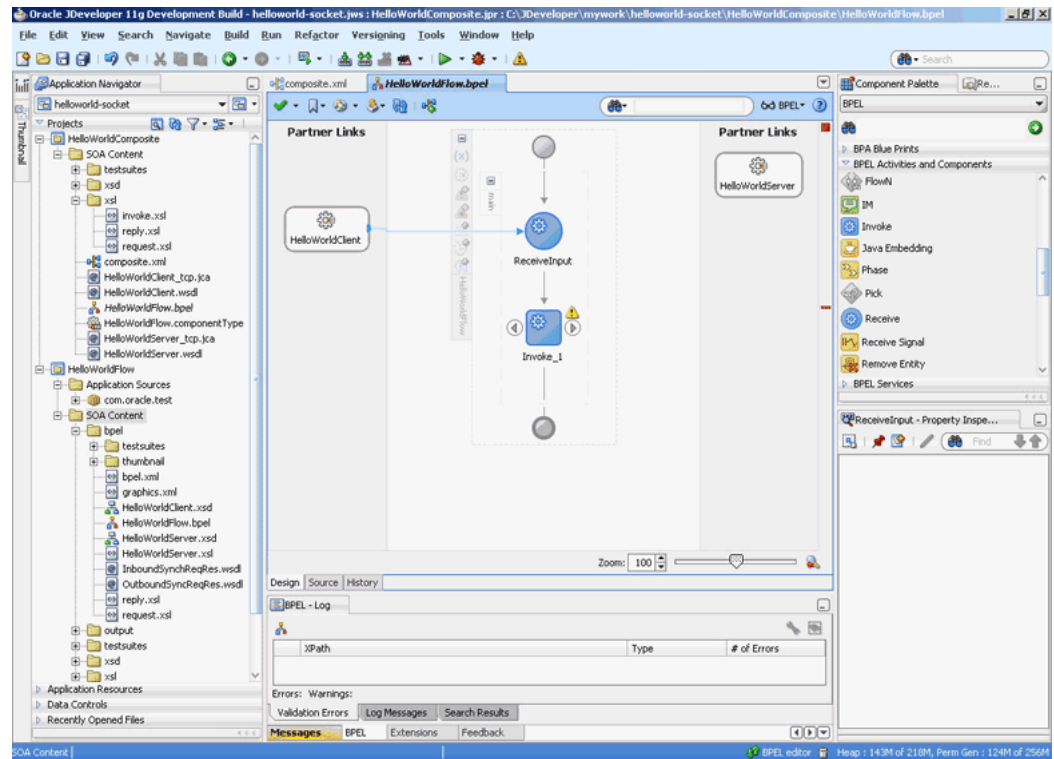 Oracle JDeveloper 11g Development Build - helloworld-socket.jws : HelloWorldComposite.jpr : C:\JDeveloper\mywork\helloworld-socket\HelloWorldComposite\HelloWorldFlow.bpel
File Edit View Search Navigate Build Run Refactor Versioning Tools Window Help
Search
Application Navigator
helloworld-socket
Projects
Thumbnail
HelloWorldComposite
SOA Content
testsuites
xsd
xsl
invoke.xsl
reply.xsl
request.xsl
composite.xml
HelloWorldClient_tcp.jca
HelloWorldClient.wsdl
HelloWorldFlow.bpel
HelloWorldFlow.componentType
HelloWorldServer_tcp.jca
HelloWorldServer.wsdl
HelloWorldFlow
Application Sources
com.oracle.test
SOA Content
bpel
testsuites
thumbnail
bpel.xml
graphics.xml
HelloWorldClient.xsd
HelloWorldFlow.bpel
HelloWorldServer.xsd
HelloWorldServer.xsl
InboundSynchReqRes.wsdl
OutboundSyncReqRes.wsdl
reply.xsl
request.xsl
output
testsuites
xsd
xsl
Application Resources
Data Controls
Recently Opened Files
composite.xml HelloWorldFlow.bpel
BPEL
Partner Links
Partner Links
HelloWorldClient
main
HelloWorldFlow
ReceiveInput
Invoke_1
HelloWorldServer
Zoom: 100
Design Source History
BPEL - Log
XPath Type # of Errors
Errors: Warnings:
Validation Errors Log Messages Search Results
Messages BPEL Extensions Feedback
Component Palette Re...
BPEL
BPA Blue Prints
BPEL Activities and Components
FlowN
IM
Invoke
Java Embedding
Phase
Pick
Receive
Receive Signal
Remove Entity
BPEL Services
ReceiveInput - Property Inspe...
Find
SOA Content
BPEL editor Heap : 143M of 218M, Perm Gen : 124M of 256M